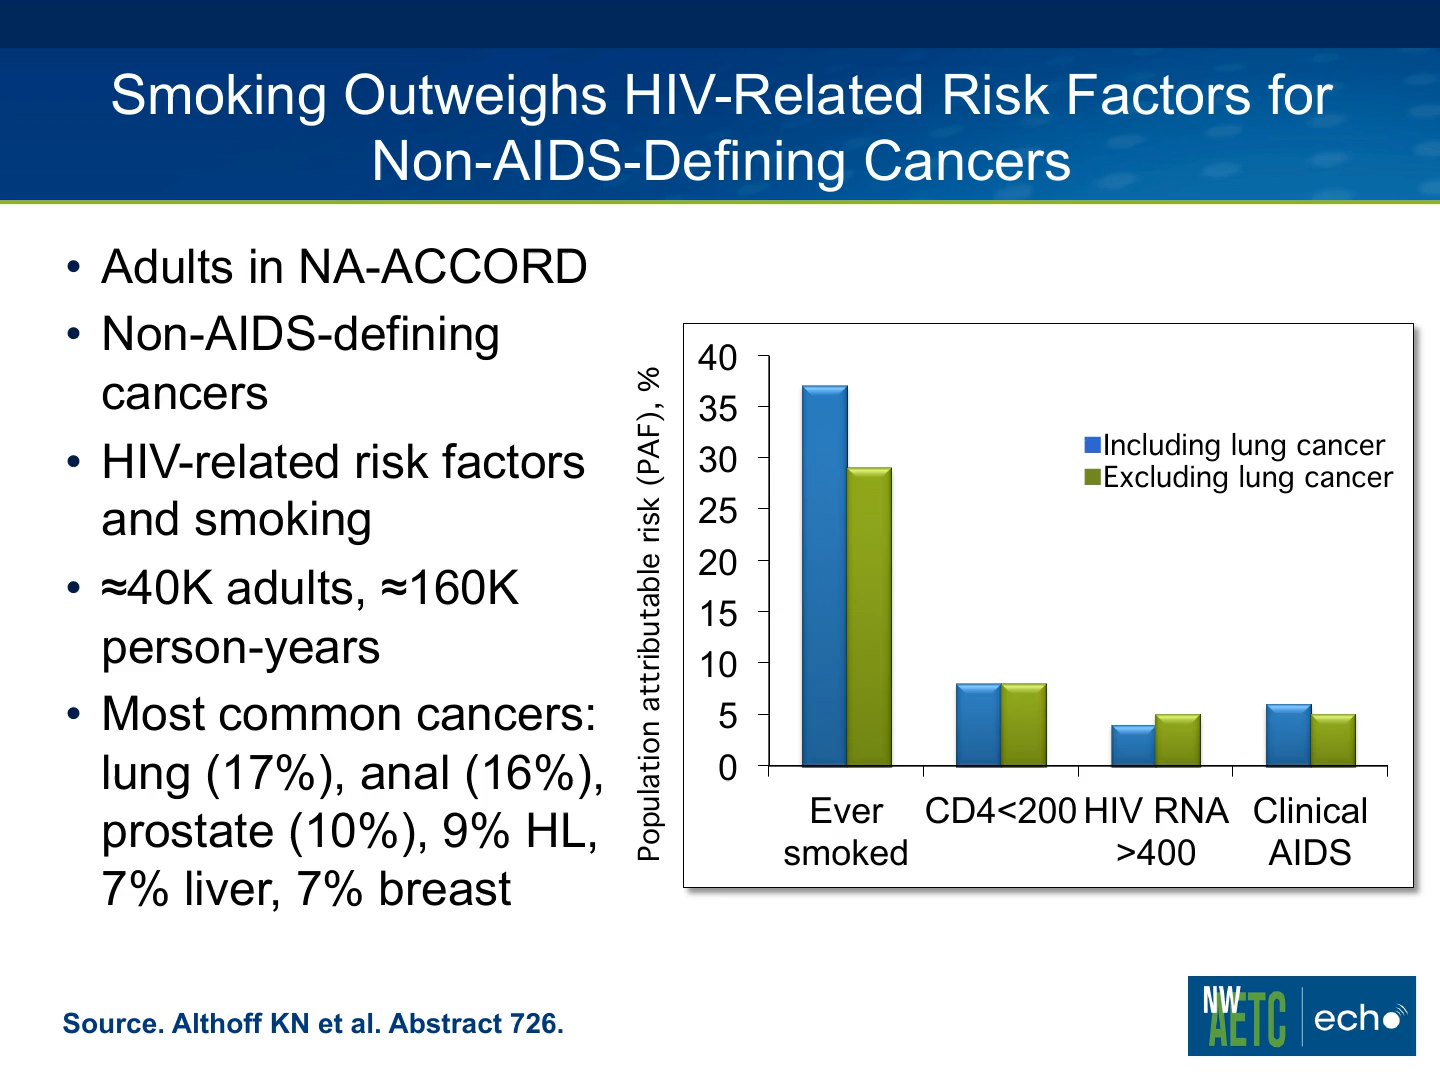 Smoking Outweighs HIV-Related Risk Factors for
Non-AIDS-Defining Cancers
• Adults in NA-ACCORD
• Non-AIDS-defining
cancers
• HIV-related risk factors
and smoking
• ≈40K adults, ≈160K
person-years
• Most common cancers:
lung (17%), anal (16%),
prostate (10%), 9% HL,
7% liver, 7% breast
Population attributable risk (PAF), %
40
35
30
25
20
15
10
5
0
Including lung cancer
Excluding lung cancer
Ever
smoked
CD4<200
HIV RNA
>400
Clinical
AIDS
Source. Althoff KN et al. Abstract 726.
NW
AETC
echo